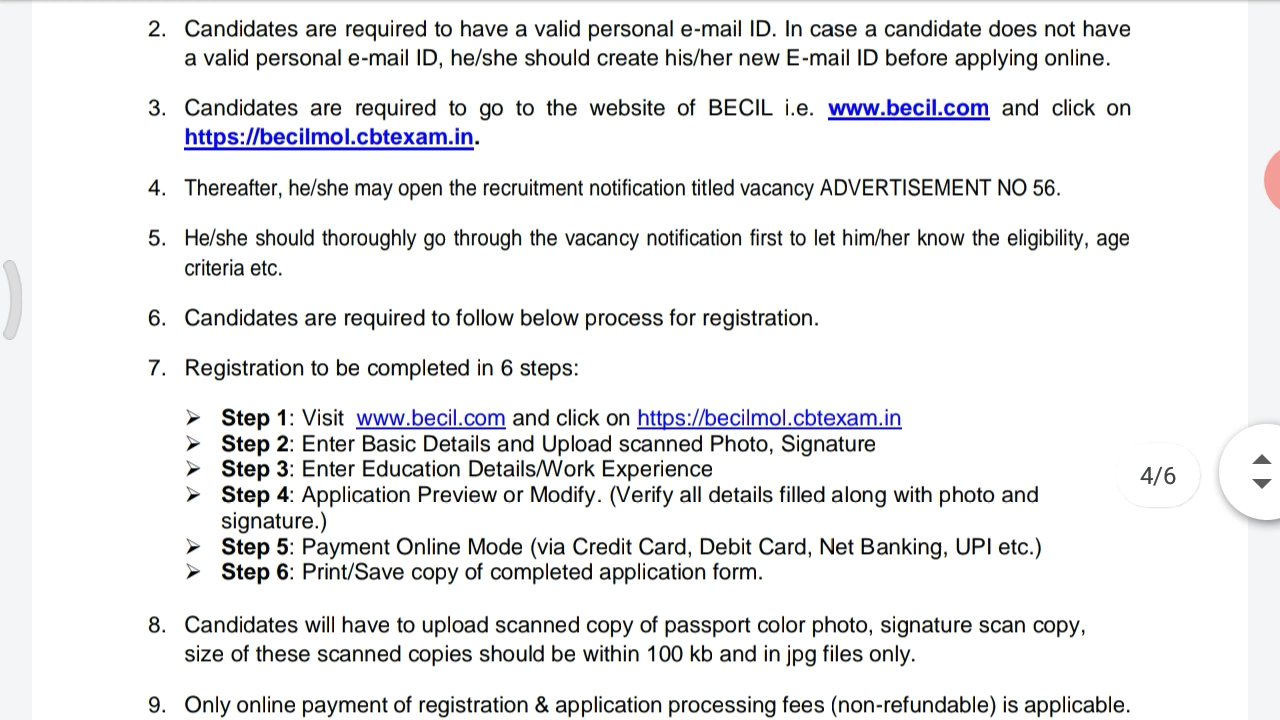 2. Candidates are required to have a valid personal e-mail ID. In case a candidate does not have
a valid personal e-mail ID, he/she should create his/her new E-mail ID before applying online.
3. Candidates are required to go to the website of BECIL i.e. www.becil.com and click on
https://becilmol.cbtexam.in.
4. Thereafter, he/she may open the recruitment notification titled vacancy ADVERTISEMENT NO 56.
5. He/she should thoroughly go through the vacancy notification first to let him/her know the eligibility, age
criteria etc.
6. Candidates are required to follow below process for registration.
7. Registration to be completed in 6 steps:
➢ Step 1: Visit www.becil.com and click on https://becilmol.cbtexam.in
➢ Step 2: Enter Basic Details and Upload scanned Photo, Signature
➢ Step 3: Enter Education Details/Work Experience
➢ Step 4: Application Preview or Modify. (Verify all details filled along with photo and
signature.)
➢ Step 5: Payment Online Mode (via Credit Card, Debit Card, Net Banking, UPI etc.)
➢ Step 6: Print/Save copy of completed application form.
4/6
8. Candidates will have to upload scanned copy of passport color photo, signature scan copy,
size of these scanned copies should be within 100 kb and in jpg files only.
9. Only online payment of registration & application processing fees (non-refundable) is applicable.